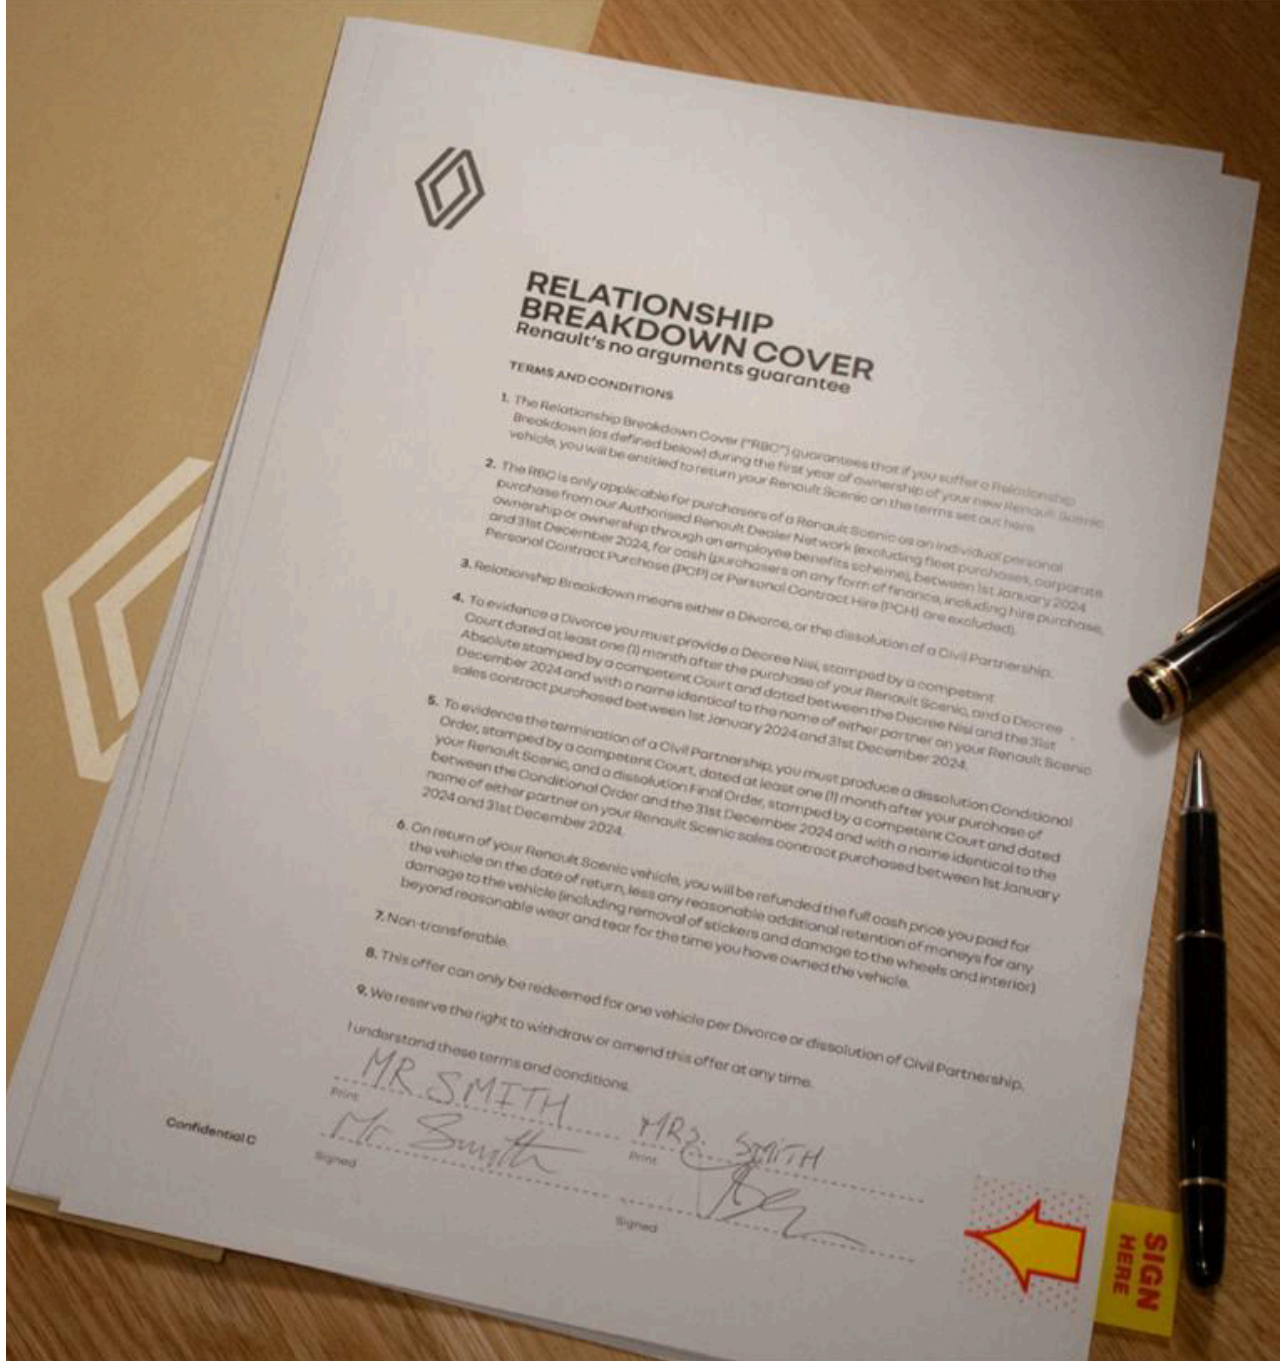 RELATIONSHIP
BREAKDOWN COVER
Renault's no arguments guarantee
TERMS AND CONDITIONS
1. The Relationship Breakdown Cover ("RBC") guarantees that if you suffer a Relationship
Breakdown (as defined below) during the first year of ownership of your new Renault Scenic
vehicle, you will be entitled to return your Renault Scenic on the terms set out here.
2. The RBC is only applicable for purchasers of a Renault Scenic as an individual personal
purchase from our Authorised Renault Dealer Network (excluding fleet purchases, corporate
ownership or ownership through an employee benefits scheme), between 1st January 2024
and 31st December 2024, for cash (purchasers on any form of finance, including hire purchase,
Personal Contract Purchase (PCP) or Personal Contract Hire (PCH) are excluded).
3. Relationship Breakdown means either a Divorce, or the dissolution of a Civil Partnership.
4. To evidence a Divorce you must provide a Decree Nisi, stamped by a competent
Court dated at least one (1) month after the purchase of your Renault Scenic, and a Decree
Absolute stamped by a competent Court and dated between the Decree Nisi and the 31st
December 2024 and with a name identical to the name of either partner on your Renault Scenic
sales contract purchased between 1st January 2024 and 31st December 2024.
5. To evidence the termination of a Civil Partnership, you must produce a dissolution Conditional
Order, stamped by a competent Court, dated at least one (1) month after your purchase of
your Renault Scenic, and a dissolution Final Order, stamped by a competent Court and dated
between the Conditional Order and the 31st December 2024 and with a name identical to the
name of either partner on your Renault Scenic sales contract purchased between 1st January
2024 and 31st December 2024.
6. On return of your Renault Scenic vehicle, you will be refunded the full cash price you paid for
the vehicle on the date of return, less any reasonable additional retention of moneys for any
damage to the vehicle (including removal of stickers and damage to the wheels and interior)
beyond reasonable wear and tear for the time you have owned the vehicle.
7. Non-transferable.
8. This offer can only be redeemed for one vehicle per Divorce or dissolution of Civil Partnership.
9. We reserve the right to withdraw or amend this offer at any time.
I understand these terms and conditions.
MR SMITH
MRS. SMITH
Print
Print
Mr Smith
Signed
Signed
Confidential C
SIGN
HERE